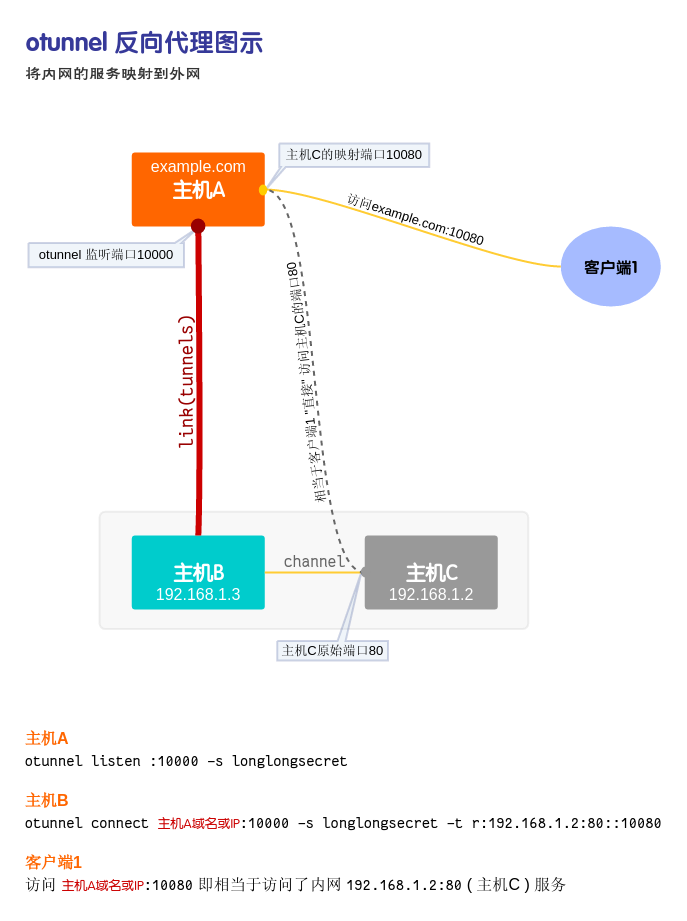 otunnel 反向代理图示
将内网的服务映射到外网
主机C的映射端口10080
example.com
主机A
访问example.com:10080
otunnel 监听端口10000
客户端1
link(tunnels)
相当于客户端1 "直接" 访问主机C的端口80
channel
主机B
192.168.1.3
主机C
192.168.1.2
主机C原始端口80
主机A
otunnel listen :10000 -s longlongsecret
主机B
otunnel connect 主机A域名或IP:10000 -s longlongsecret -t r:192.168.1.2:80::10080
客户端1
访问 主机A域名或IP:10080 即相当于访问了内网 192.168.1.2:80 ( 主机C ) 服务